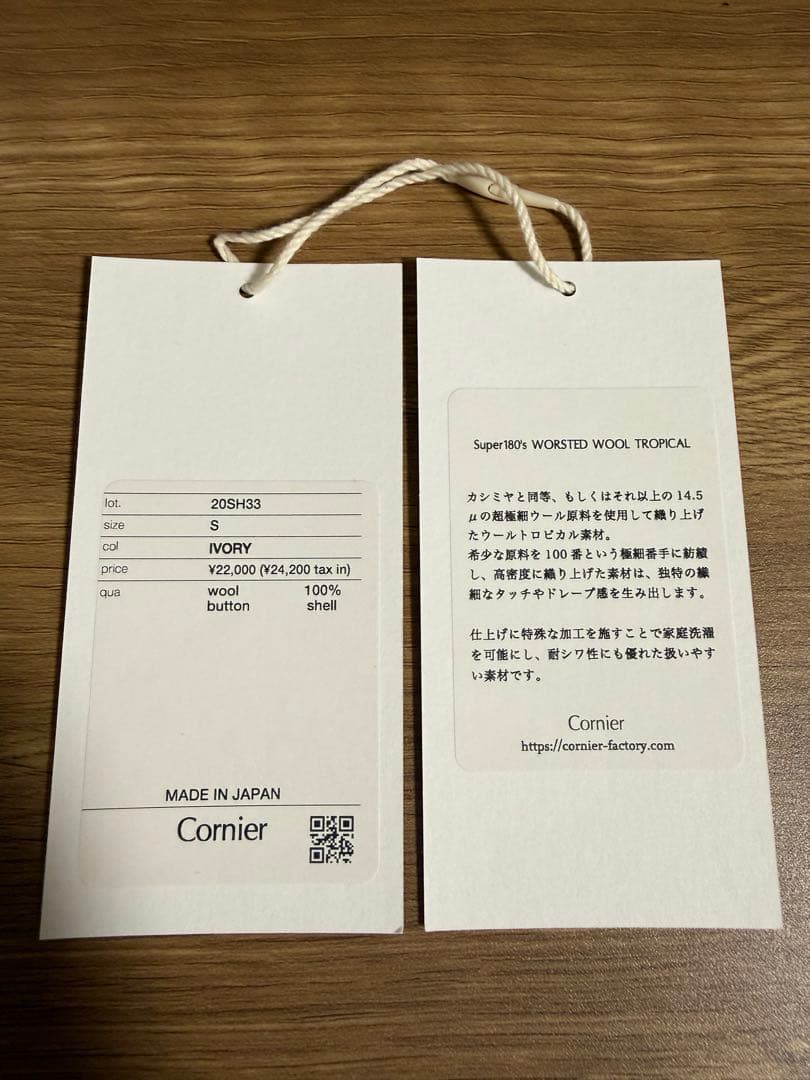 lot. 20SH33
size S
col IVORY
price ¥22,000 (¥24,200 tax in)
qua wool 100%
button shell
MADE IN JAPAN
Cornier
Super180's WORSTED WOOL TROPICAL
カシミヤと同等、もしくはそれ以上の 14.5
μの超極細ウール原料を使用して織り上げ
たウールトロピカル素材。
希少な原料を 100 番という極細番手に紡績
し、高密度に織り上げた素材は、独特の繊
細なタッチやドレープ感を生み出します。
仕上げに特殊な加工を施すことで家庭洗濯
を可能にし、耐シワ性にも優れた扱いやす
い素材です。
Cornier
https://cornier-factory.com